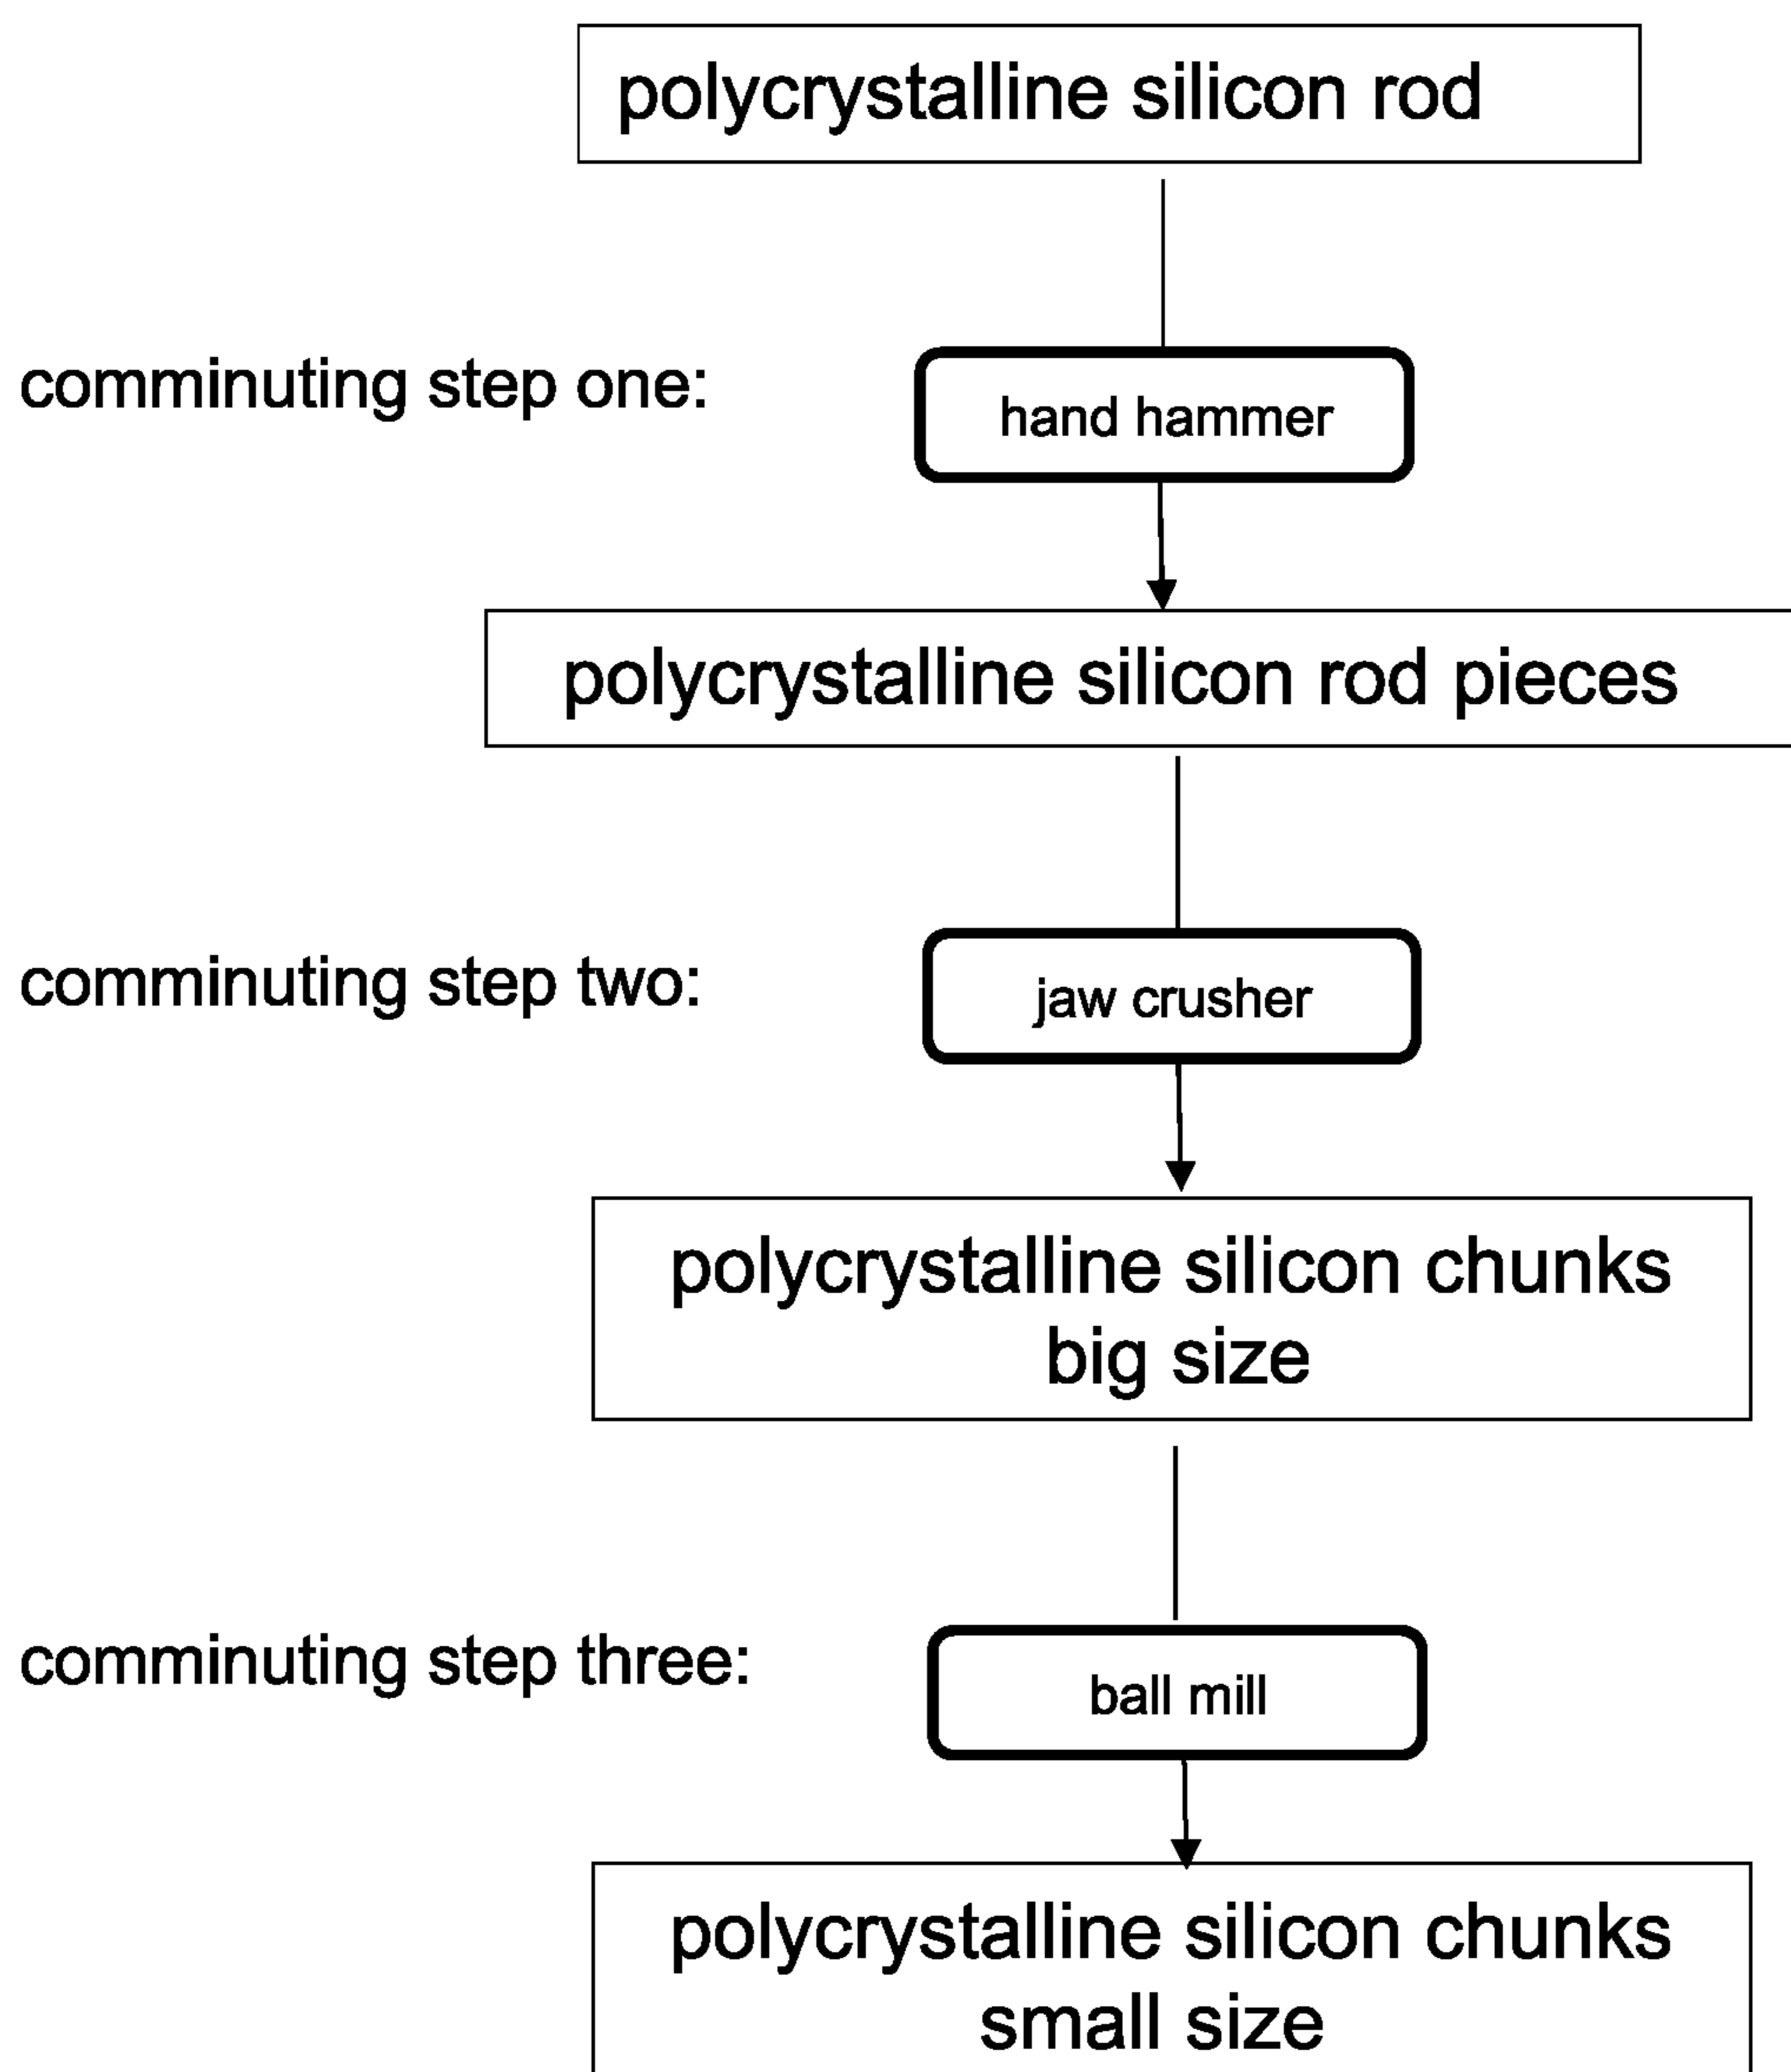 polycrystalline silicon rod
comminuting step one:
hand hammer
polycrystalline silicon rod pieces
comminuting step two:
jaw crusher
polycrystalline silicon chunks
big size
comminuting step three:
ball mill
polycrystalline silicon chunks
small size